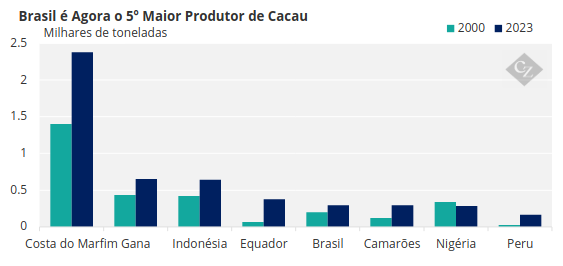 Brasil é Agora o 5º Maior Produtor de Cacau
Milhares de toneladas
2000 2023
CZ
2.5
2
1.5
1
0.5
0
Costa do Marfim Gana Indonésia Equador Brasil Camarões Nigéria Peru